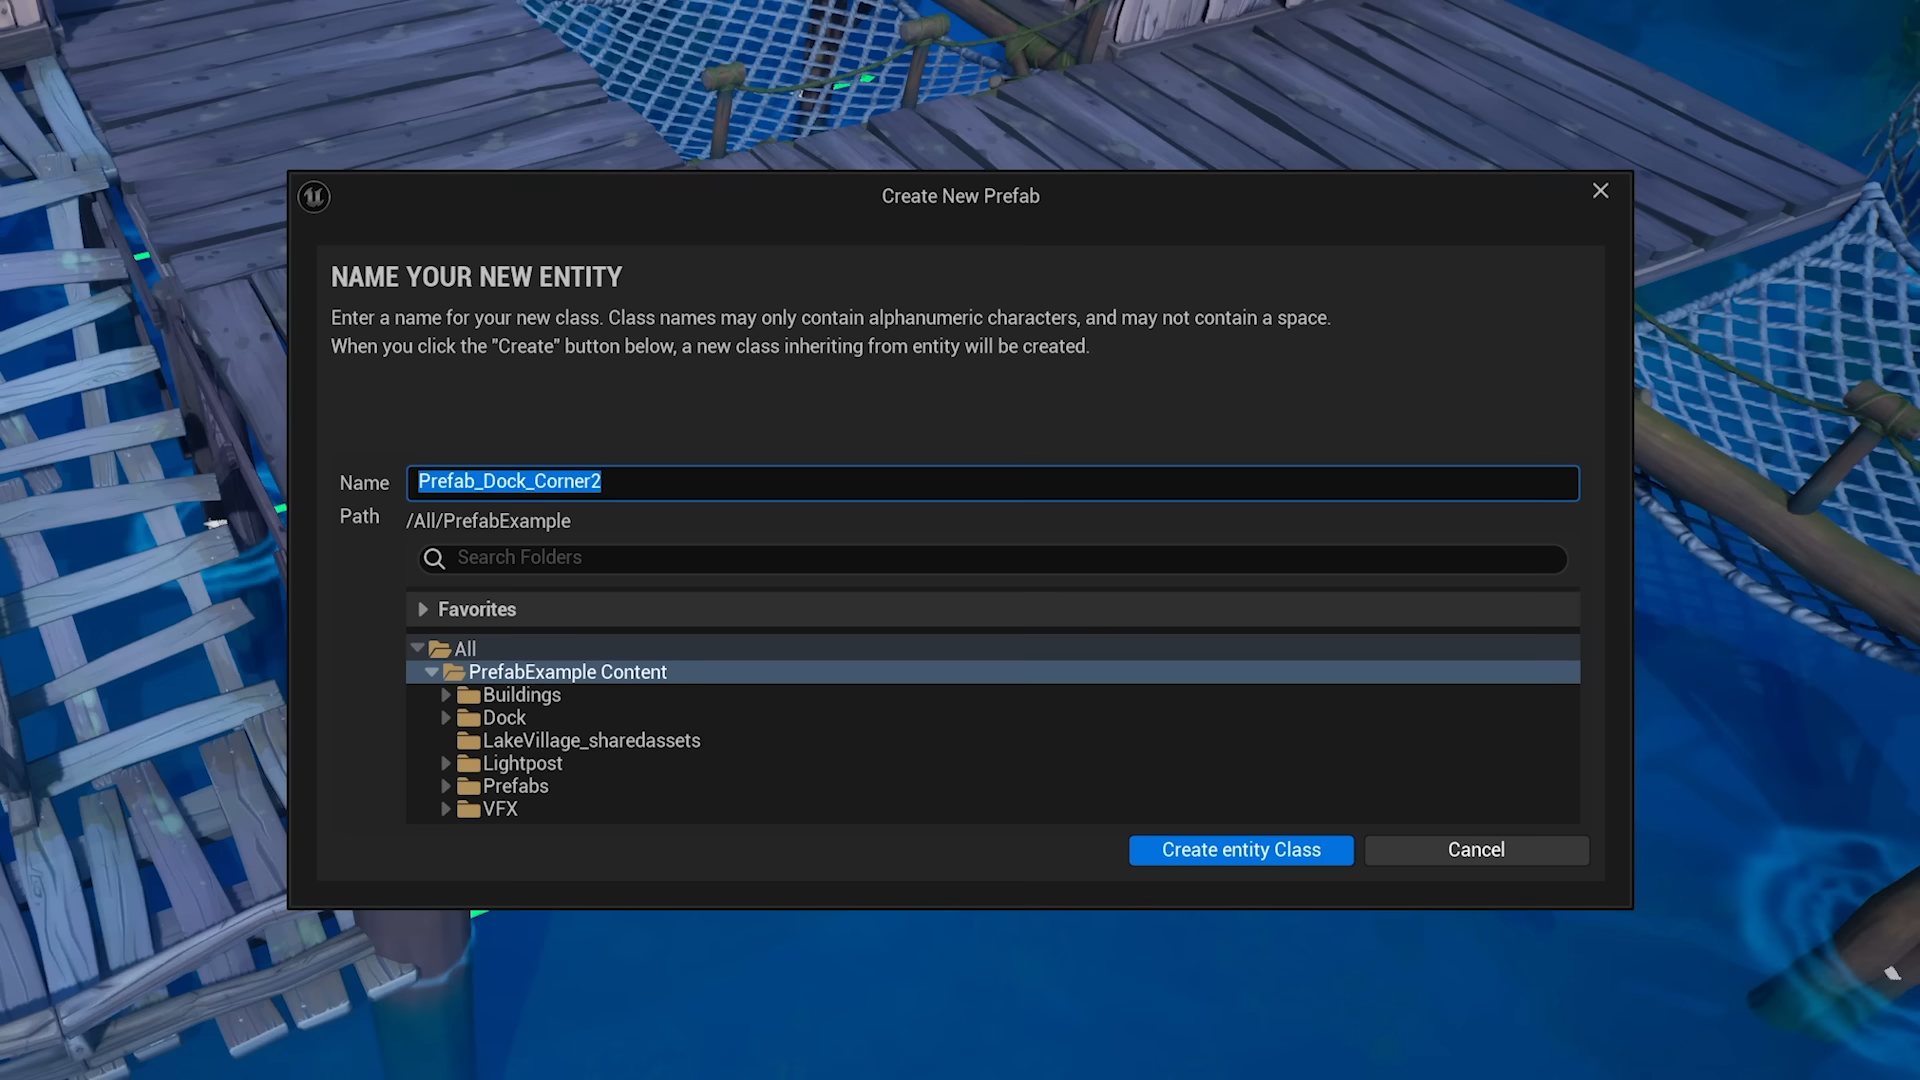 Create New Prefab
NAME YOUR NEW ENTITY
Enter a name for your new class. Class names may only contain alphanumeric characters, and may not contain a space.
When you click the "Create" button below, a new class inheriting from entity will be created.
Name
Prefab_Dock_Corner2
Path
/All/PrefabExample
Search Folders
Favorites
All
PrefabExample Content
Buildings
Dock
LakeVillage_sharedassets
Lightpost
Prefabs
VFX
Create entity Class
Cancel